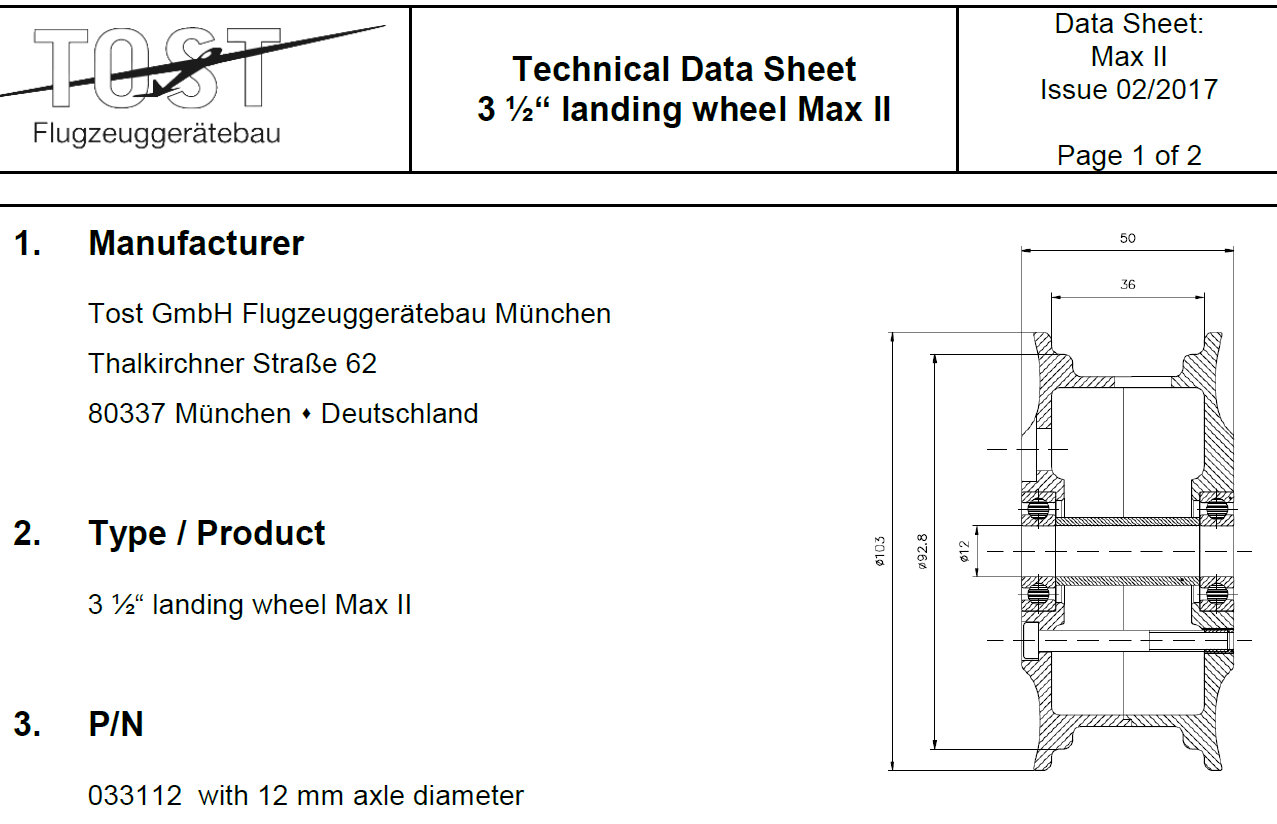 TOST
Flugzeuggerätebau
Technical Data Sheet
3 ½“ landing wheel Max II
Data Sheet:
Max II
Issue 02/2017
Page 1 of 2
1. Manufacturer
Tost GmbH Flugzeuggerätebau München
Thalkirchner Straße 62
80337 München ♦ Deutschland
2. Type / Product
3 ½“ landing wheel Max II
3. P/N
033112 with 12 mm axle diameter
50
36
ø103
ø92.8
ø12